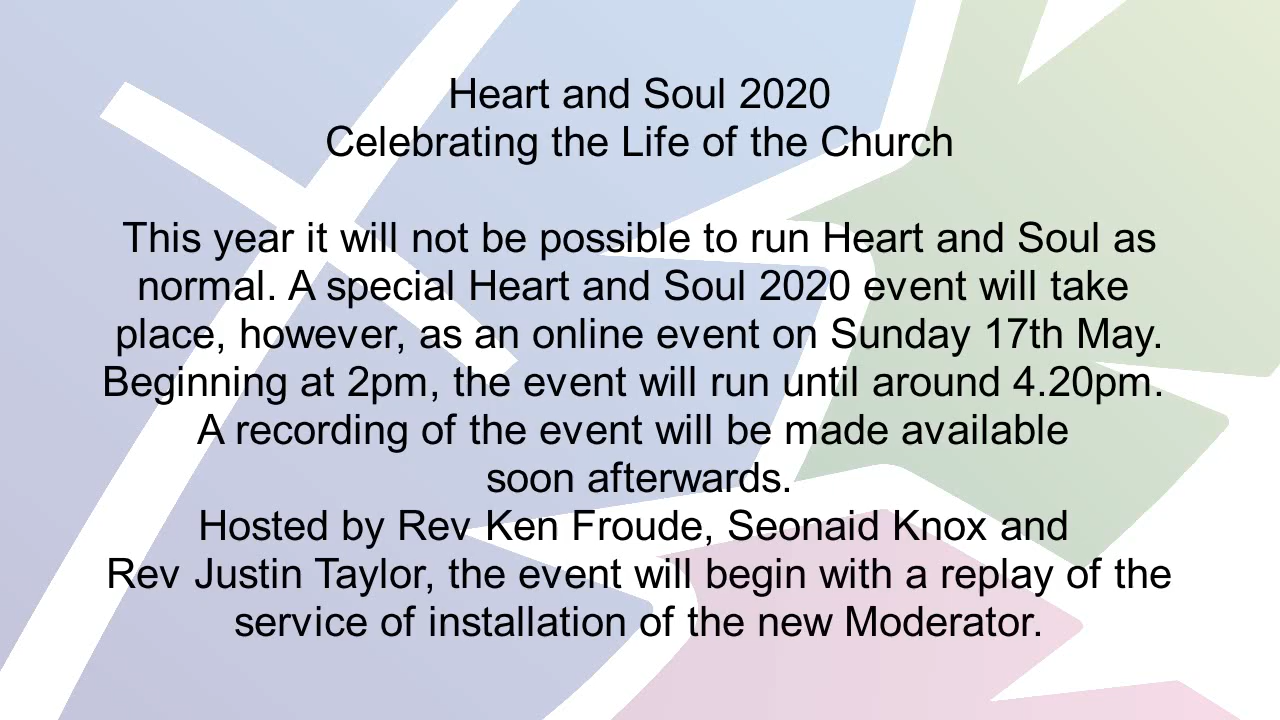 Heart and Soul 2020
Celebrating the Life of the Church
This year it will not be possible to run Heart and Soul as
normal. A special Heart and Soul 2020 event will take
place, however, as an online event on Sunday 17th May.
Beginning at 2pm, the event will run until around 4.20pm.
A recording of the event will be made available
soon afterwards.
Hosted by Rev Ken Froude, Seonaid Knox and
Rev Justin Taylor, the event will begin with a replay of the
service of installation of the new Moderator.